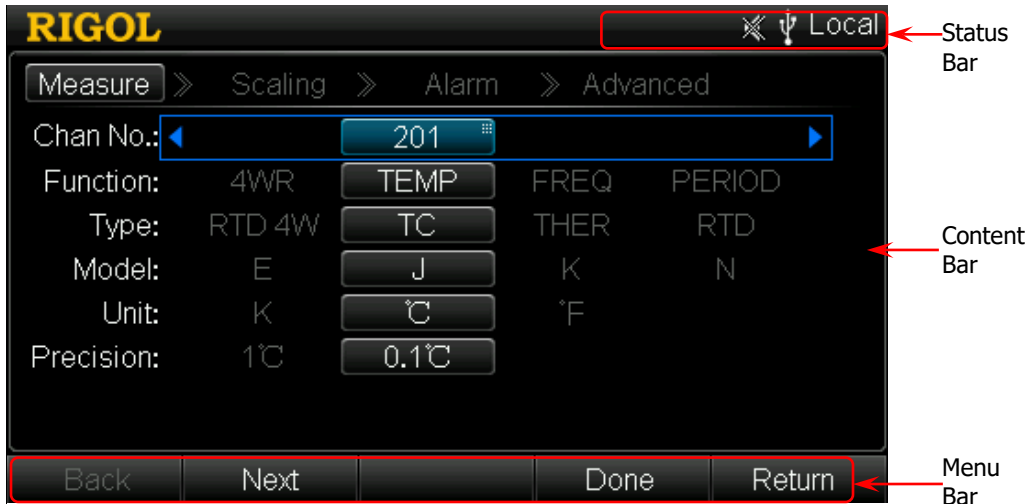 RIGOL Local
Status
Bar
Measure Scaling Alarm Advanced
Chan No.: 201
Function: 4WR TEMP FREQ PERIOD
Type: RTD 4W TC THER RTD
Content
Bar
Model: E J K N
Unit: K ℃ °F
Precision: 1℃ 0.1℃
Back Next Done Return
Menu
Bar